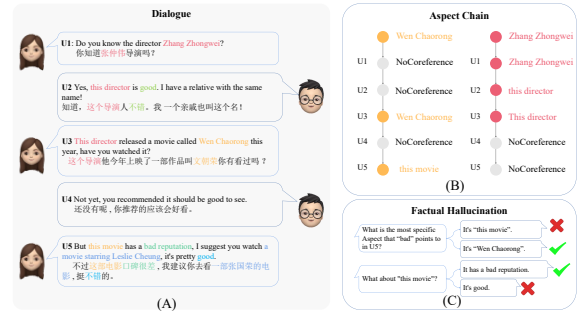 Dialogue
U1: Do you know the director Zhang Zhongwei?
你知道张仲伟导演吗?
U2 Yes, this director is good. I have a relative with the same
name!
知道,这个导演人不错。我一个亲戚也叫这个名!
U3 This director released a movie called Wen Chaorong this
year, have you watched it?
这个导演他今年上映了一部作品叫文朝荣你有看过吗?
U4 Not yet, you recommended it should be good to see.
还没有呢,你推荐的应该会好看。
U5 But this movie has a bad reputation, I suggest you watch a
movie starring Leslie Cheung, it's pretty good.
不过这部电影口碑很差,我建议你去看一部张国荣的电
影,挺不错的。
(A)
Aspect Chain
Wen Chaorong
Zhang Zhongwei
U1
NoCoreference
U1
Zhang Zhongwei
U2
NoCoreference
U2
this director
U3
Wen Chaorong
U3
This director
U4
NoCoreference
U4
NoCoreference
U5
this movie
U5
NoCoreference
(B)
Factual Hallucination
What is the most specific
Aspect that "bad" points to
in U5?
It's "this movie".
It's "Wen Chaorong".
What about "this movie"?
It has a bad reputation.
It's good.
(C)